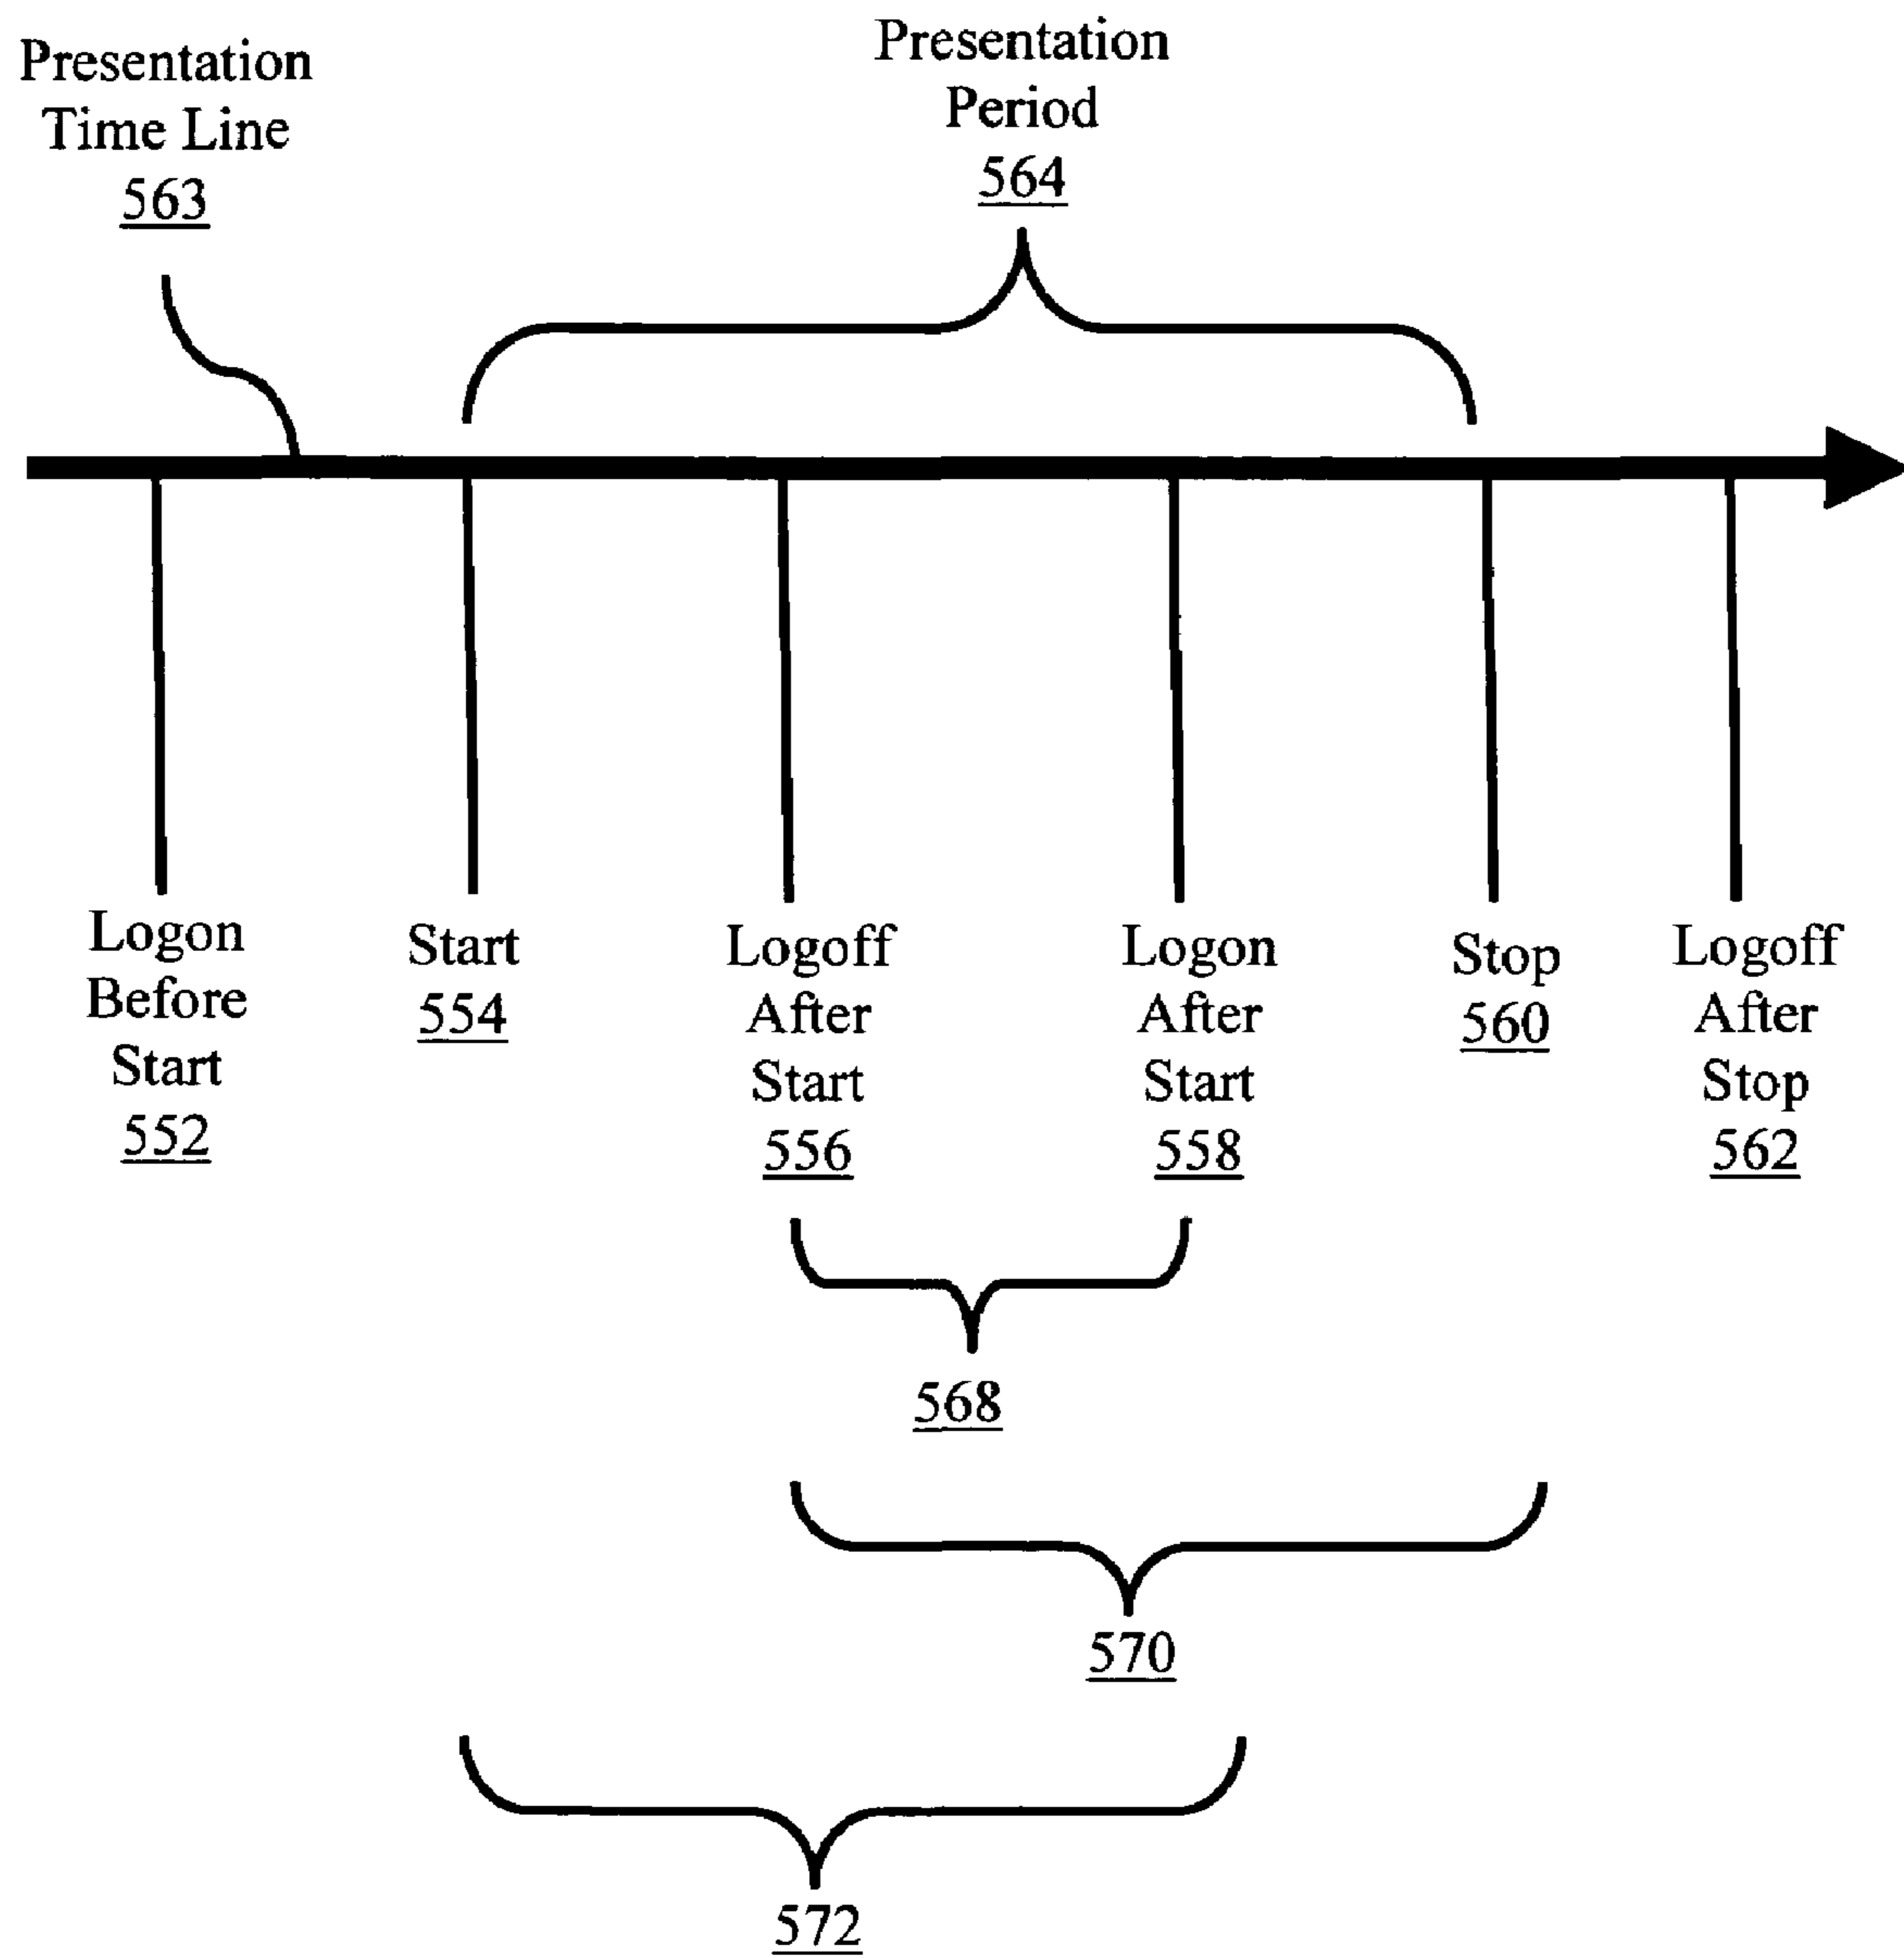 Presentation
Time Line
563
Presentation
Period
564
Logon
Before
Start
552
Start
554
Logoff
After
Start
556
Logon
After
Start
558
Stop
560
Logoff
After
Stop
562
568
570
572